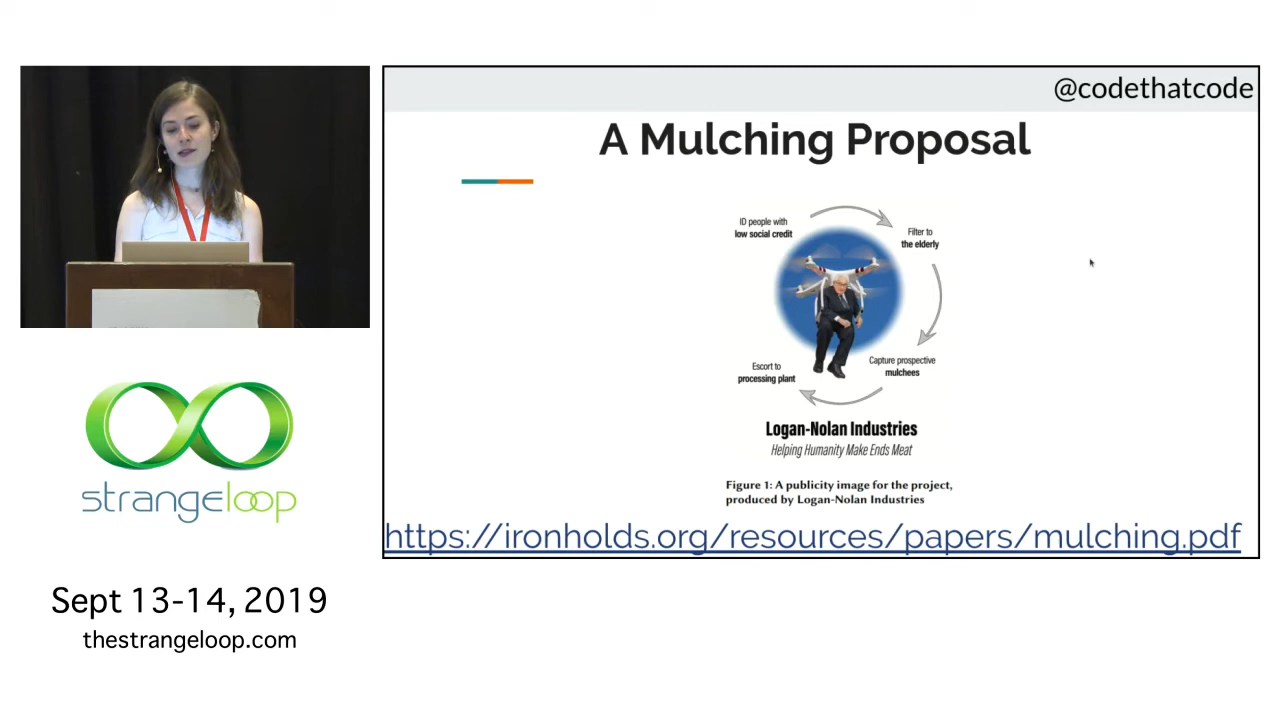 @codethatcode
A Mulching Proposal
ID people with
low social credit
Filter to
the elderly
Capture prospective
mulchees
Escort to
processing plant
Logan-Nolan Industries
Helping Humanity Make Ends Meat
Figure 1: A publicity image for the project,
produced by Logan-Nolan Industries
https://ironholds.org/resources/papers/mulching.pdf
strangeloop
Sept 13-14, 2019
thestrangeloop.com